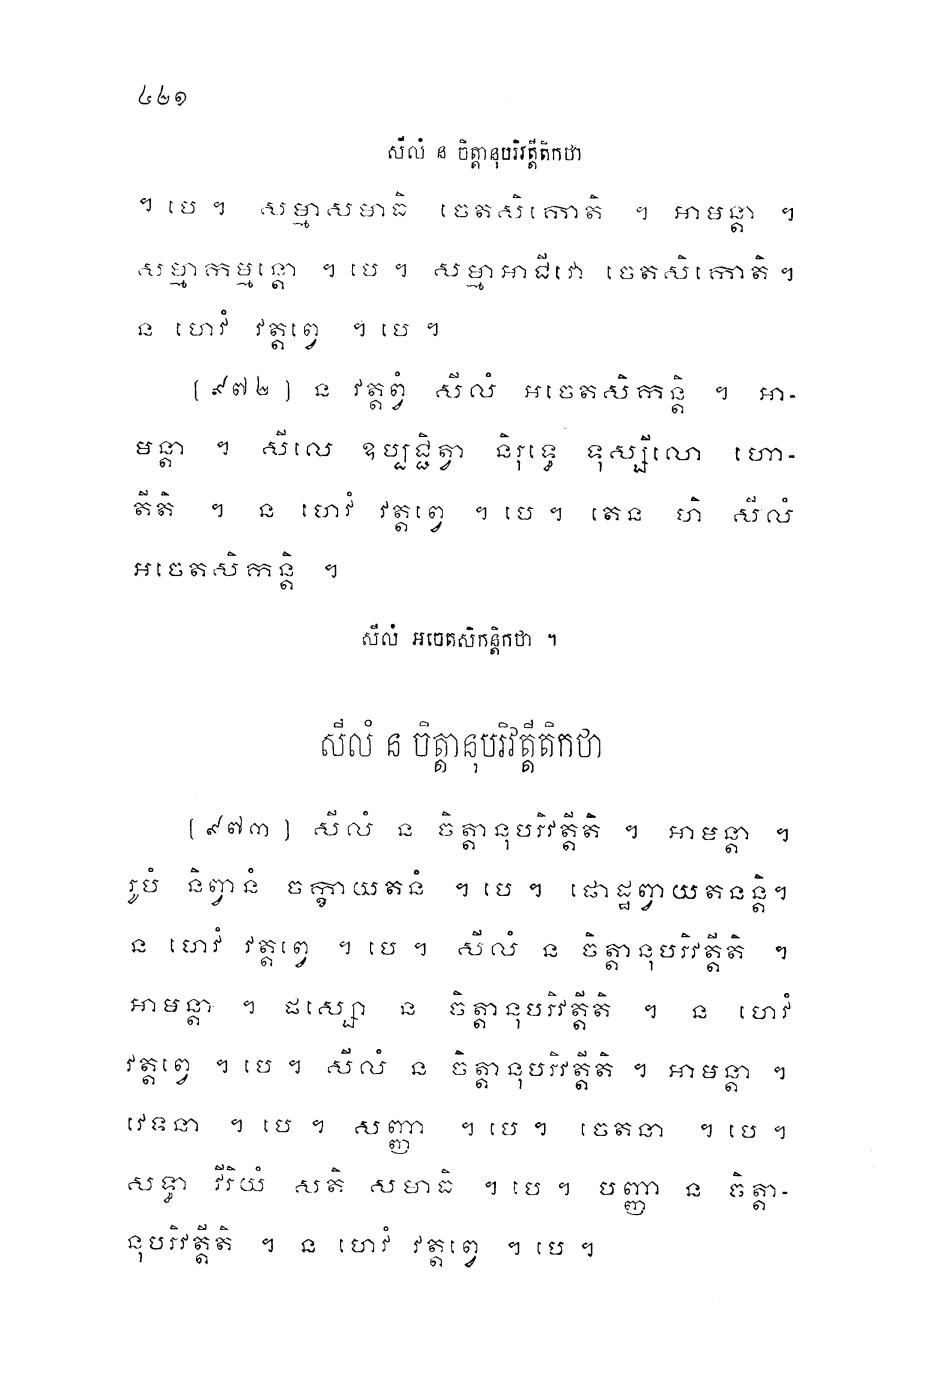 ៤២១
សីលំ ន ចិត្តានុបរិវត្តីតិកថា
។ បេ ។ សម្មាសមាធិ ចេតសិកោតិ ។ អាមន្តា ។
សម្មាកម្មន្តោ ។ បេ ។ សម្មាអាជីវោ ចេតសិកោតិ។
ន ហេវំ វត្តព្វេ ។ បេ ។
(៩៧២) ន វត្តព្វំ សីលំ អចេតសិកន្តិ ។ អា-
មន្តា ។ សីលេ ឧប្បជ្ជិត្វា និរុទ្ធេ ទុស្សីលោ ហោ-
តីតិ ។ ន ហេវំ វត្តព្វេ ។ បេ ។ តេន ហិ សីលំ
អចេតសិកន្តិ ។
សីលំ អចេតសិកន្តិកថា ។
សីលំ ន ចិត្តានុបរិវត្តីតិកថា
(៩៧៣) សីលំ ន ចិត្តានុបរិវត្តីតិ ។ អាមន្តា ។
រូបំ និព្វានំ ចក្ខាយតនំ ។ បេ ។ ផោដ្ឋព្វាយតនន្តិ។
ន ហេវំ វត្តព្វេ ។ បេ ។ សីលំ ន ចិត្តានុបរិវត្តីតិ ។
អាមន្តា ។ ផស្សោ ន ចិត្តានុបរិវត្តីតិ ។ ន ហេវំ
វត្តព្វេ ។ បេ ។ សីលំ ន ចិត្តានុបរិវត្តីតិ ។ អាមន្តា ។
វេទនា ។ បេ ។ សញ្ញា ។ បេ ។ ចេតនា ។ បេ ។
សទ្ធា វីរិយំ សតិ សមាធិ ។ បេ ។ បញ្ញា ន ចិត្តា-
នុបរិវត្តីតិ ។ ន ហេវំ វត្តព្វេ ។ បេ ។